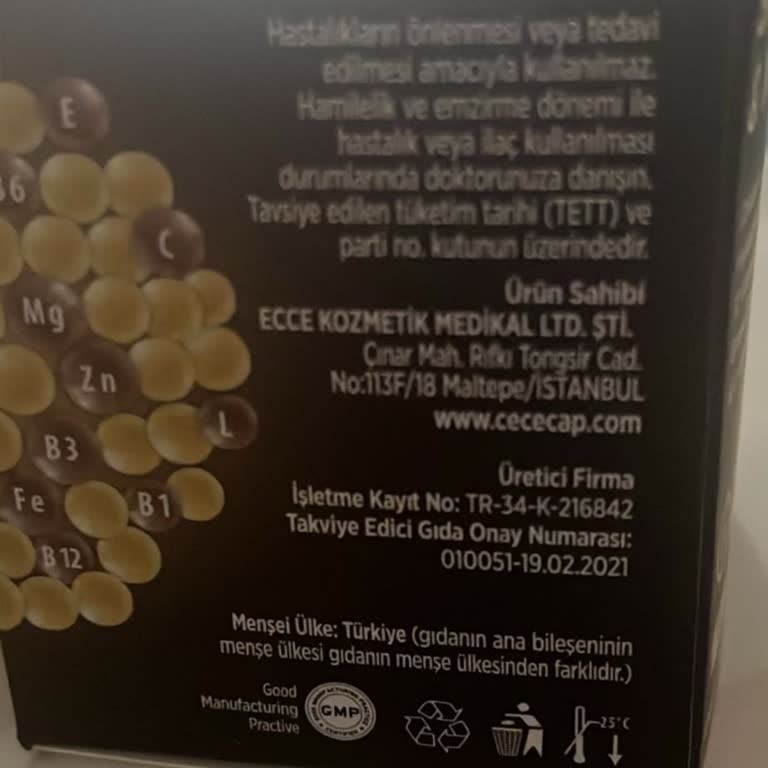 Hastalıkların önlenmesi veya tedavi
edilmesi amacıyla kullanılmaz.
Hamilelik ve emzirme dönemi ile
hastalık veya ilaç kullanılması
durumlarında doktorunuza danışın.
Tavsiye edilen tüketim tarihi (TETT) ve
parti no. kutunun üzerindedir.
Ürün Sahibi
ECCE KOZMETİK MEDİKAL LTD. ŞTİ.
Çınar Mah. Rıfkı Tongsir Cad.
No:113F/18 Maltepe/İSTANBUL
www.cececap.com
Üretici Firma
İşletme Kayıt No: TR-34-K-216842
Takviye Edici Gıda Onay Numarası:
010051-19.02.2021
Menşei Ülke: Türkiye (gıdanın ana bileşeninin
menşe ülkesi gıdanın menşe ülkesinden farklıdır.)
Good
Manufacturing
Practive
GMP
25°C
E
B6
C
Mg
Zn
L
B3
Fe
B1
B12